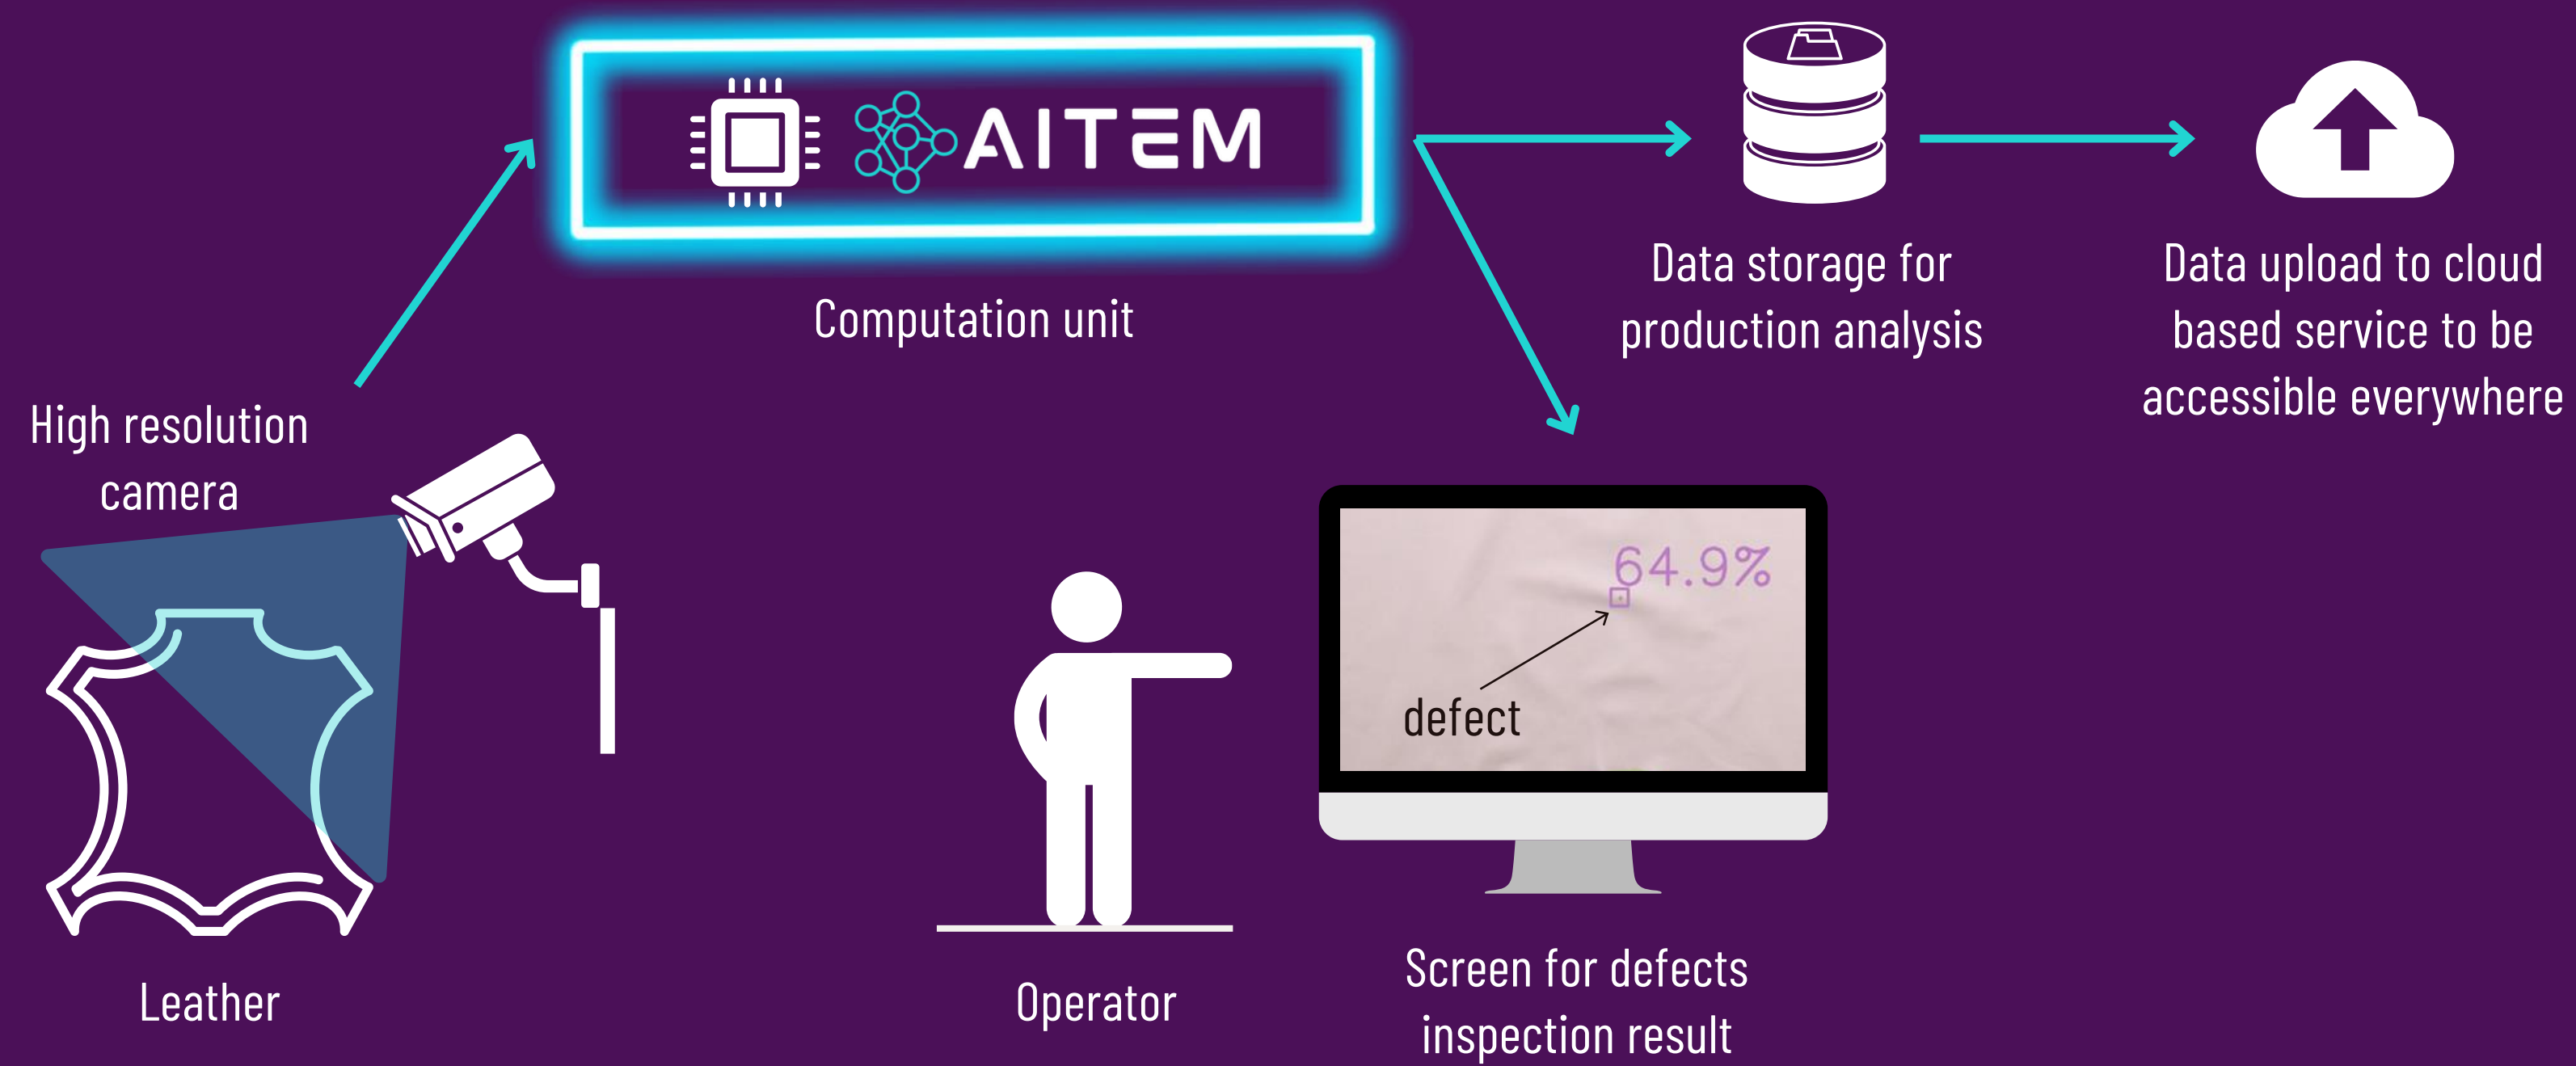 AITEM
Computation unit
Data storage for
production analysis
Data upload to cloud
based service to be
accessible everywhere
High resolution
camera
Leather
Operator
64.9%
defect
Screen for defects
inspection result